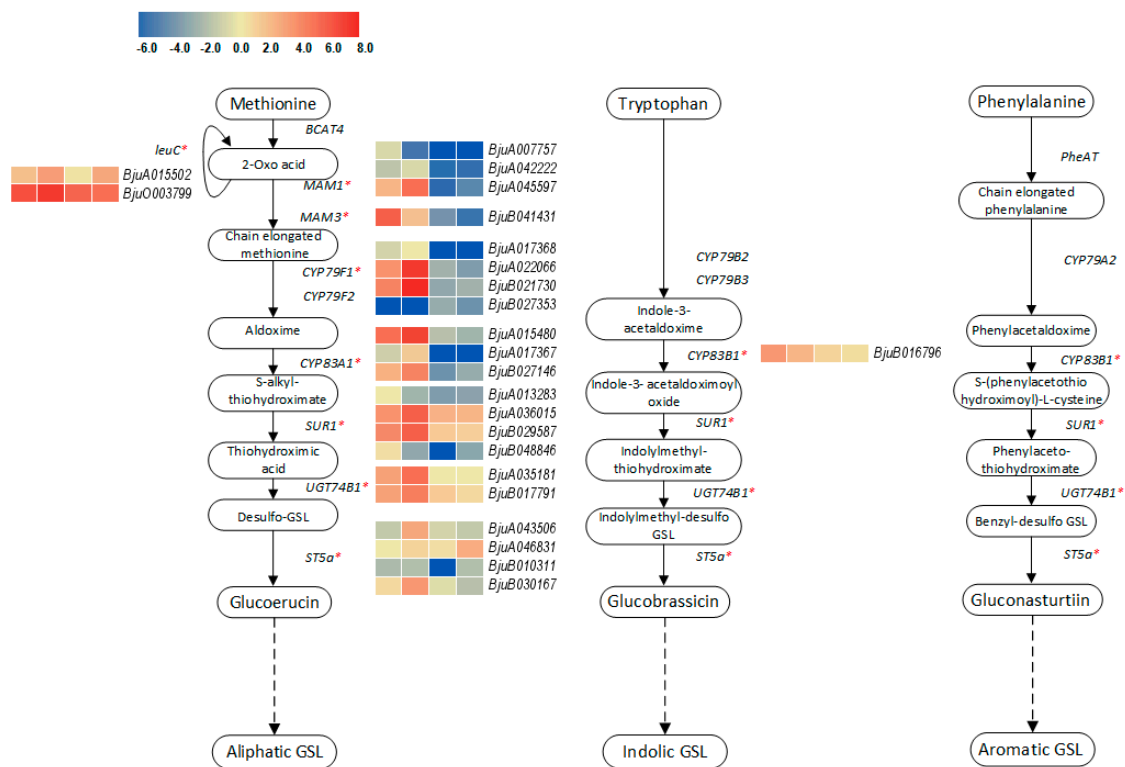 -6.0 -4.0 -2.0 0.0 2.0 4.0 6.0 8.0
Methionine
BCAT4
leuC*
2-Oxo acid
BjuA015502
BjuO003799
MAM1*
MAM3*
Chain elongated
methionine
CYP79F1*
CYP79F2
Aldoxime
CYP83A1*
S-alkyl-
thiohydroximate
SUR1*
Thiohydroximic
acid
UGT74B1*
Desulfo-GSL
ST5a*
Glucoerucin
Aliphatic GSL
BjuA007757
BjuA042222
BjuA045597
BjuB041431
BjuA017368
BjuA022066
BjuB021730
BjuB027353
BjuA015480
BjuA017367
BjuB027146
BjuA013283
BjuA036015
BjuB029587
BjuB048846
BjuA035181
BjuB017791
BjuA043506
BjuA046831
BjuB010311
BjuB030167
Tryptophan
CYP79B2
CYP79B3
Indole-3-
acetaldoxime
CYP83B1*
BjuB016796
Indole-3- acetaldoximoyl
oxide
SUR1*
Indolylmethyl-
thiohydroximate
UGT74B1*
Indolylmethyl-desulfo
GSL
ST5a*
Glucobrassicin
Indolic GSL
Phenylalanine
PheAT
Chain elongated
phenylalanine
CYP79A2
Phenylacetaldoxime
CYP83B1*
S-(phenylacetothio
hydroximoyl)-L-cysteine
SUR1*
Phenylaceto-
thiohydroximate
UGT74B1*
Benzyl-desulfo GSL
ST5a*
Gluconasturtiin
Aromatic GSL